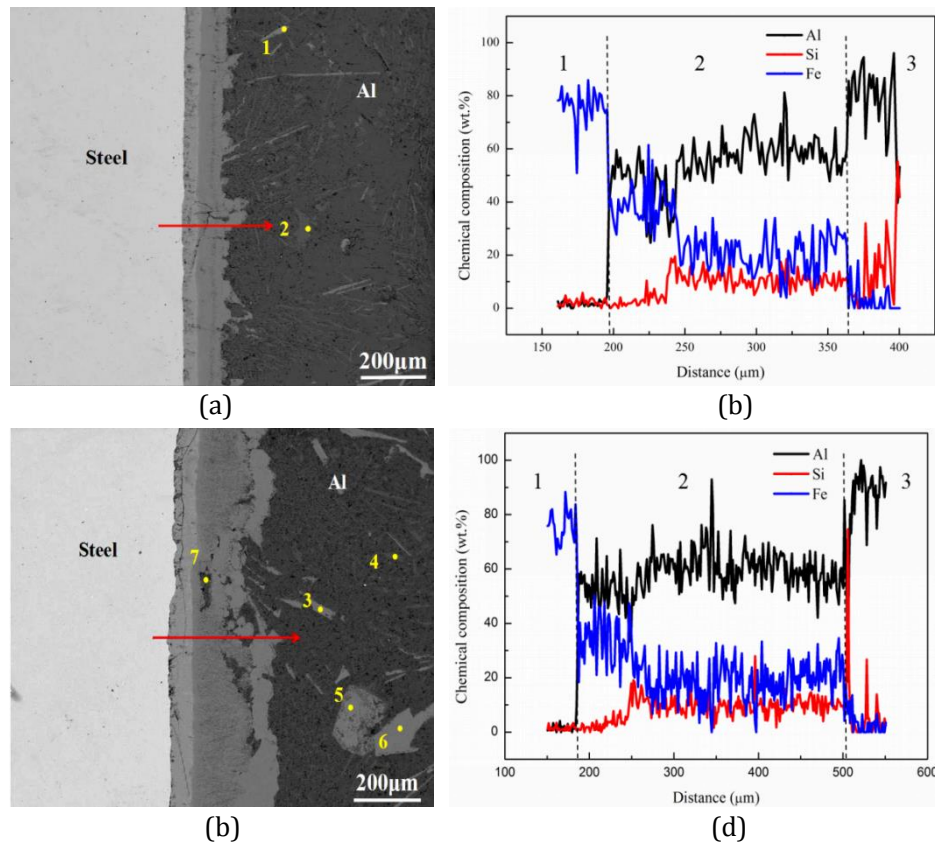 1
Al
Steel
2
200μm
(a)
Chemical composition (wt.%)
Al
Si
Fe
1
2
3
100
80
60
40
20
0
150
200
250
300
350
400
Distance (μm)
(b)
Al
Steel
7
4
3
5
6
200μm
(b)
Chemical composition (wt.%)
Al
Si
Fe
1
2
3
100
80
60
40
20
0
100
200
300
400
500
600
Distance (μm)
(d)